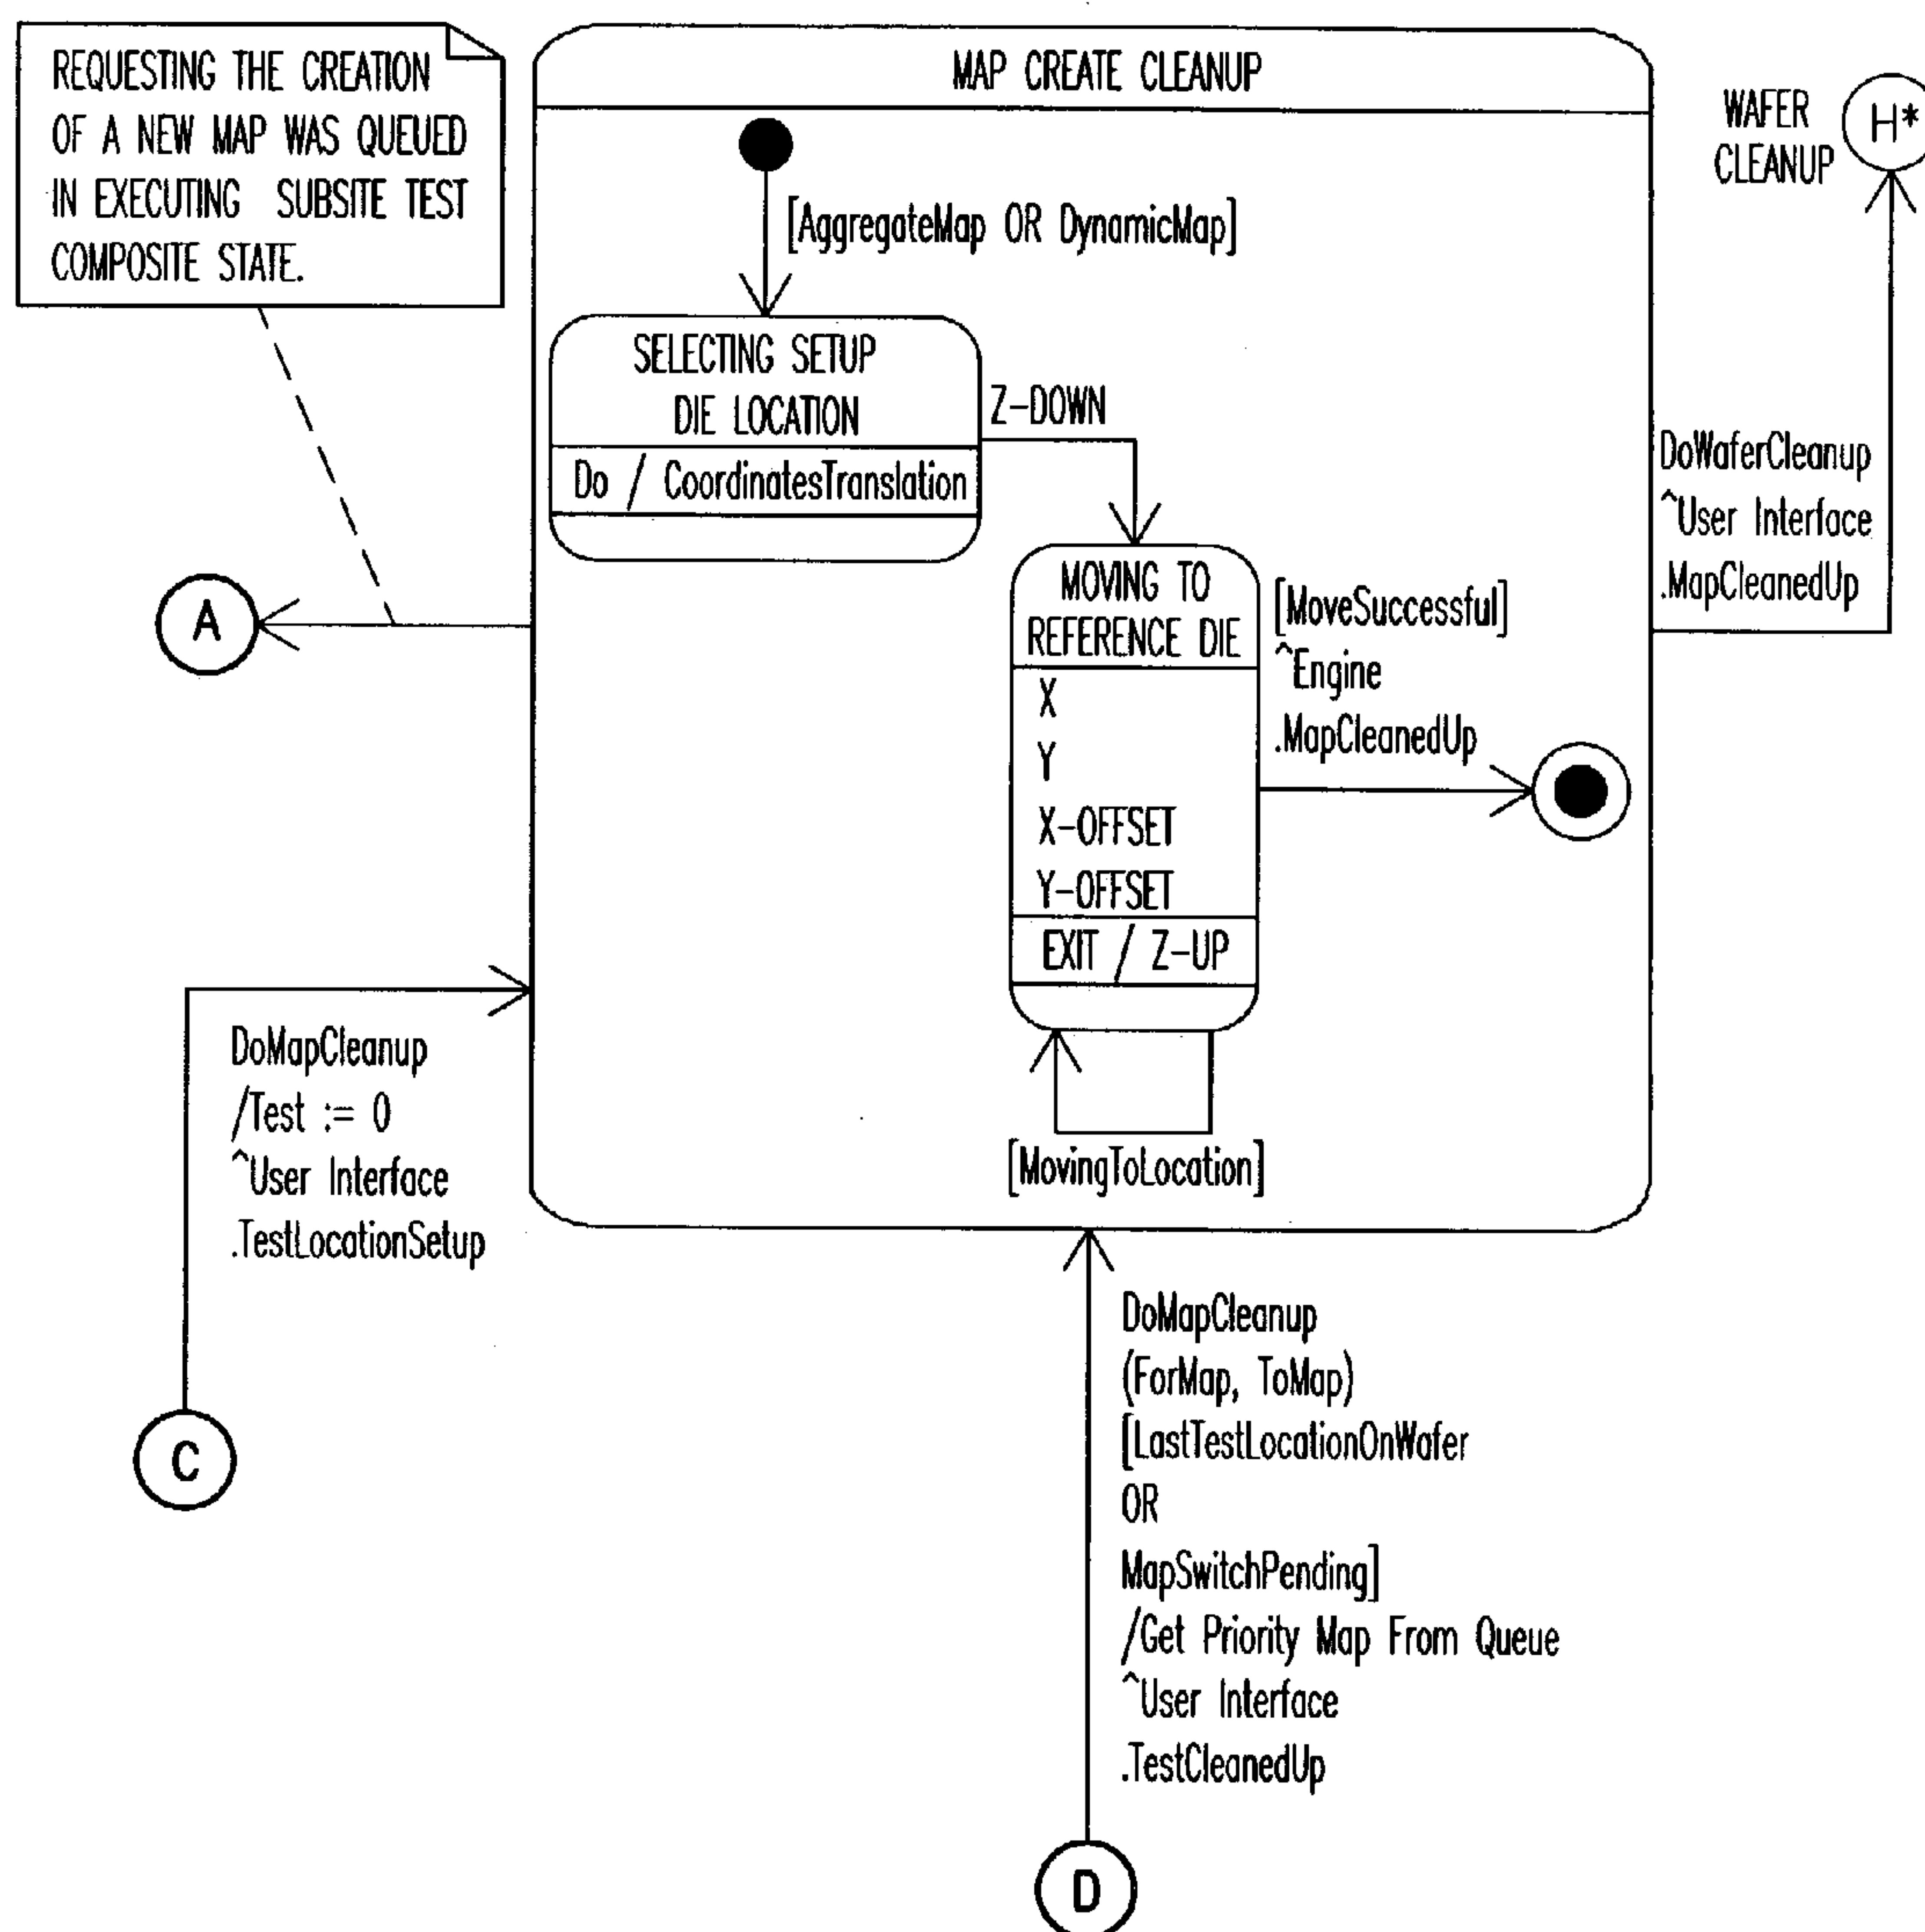 REQUESTING THE CREATION
OF A NEW MAP WAS QUEUED
IN EXECUTING SUBSITE TEST
COMPOSITE STATE.
MAP CREATE CLEANUP
WAFER
CLEANUP
H*
[AggregateMap OR DynamicMap]
SELECTING SETUP
DIE LOCATION
Do / CoordinatesTranslation
Z-DOWN
DoWaferCleanup
^User Interface
.MapCleanedUp
A
MOVING TO
REFERENCE DIE
X
Y
X-OFFSET
Y-OFFSET
EXIT / Z-UP
[MoveSuccessful]
^Engine
.MapCleanedUp
[MovingToLocation]
DoMapCleanup
/Test := 0
^User Interface
.TestLocationSetup
C
DoMapCleanup
(ForMap, ToMap)
[LastTestLocationOnWafer
OR
MapSwitchPending]
/Get Priority Map From Queue
^User Interface
.TestCleanedUp
D